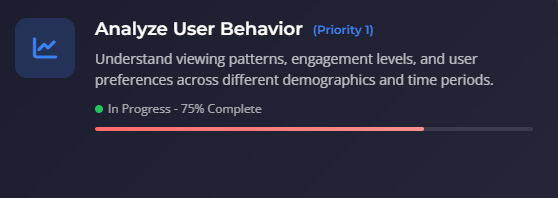 Analyze User Behavior (Priority 1)
Understand viewing patterns, engagement levels, and user
preferences across different demographics and time periods.
In Progress - 75% Complete